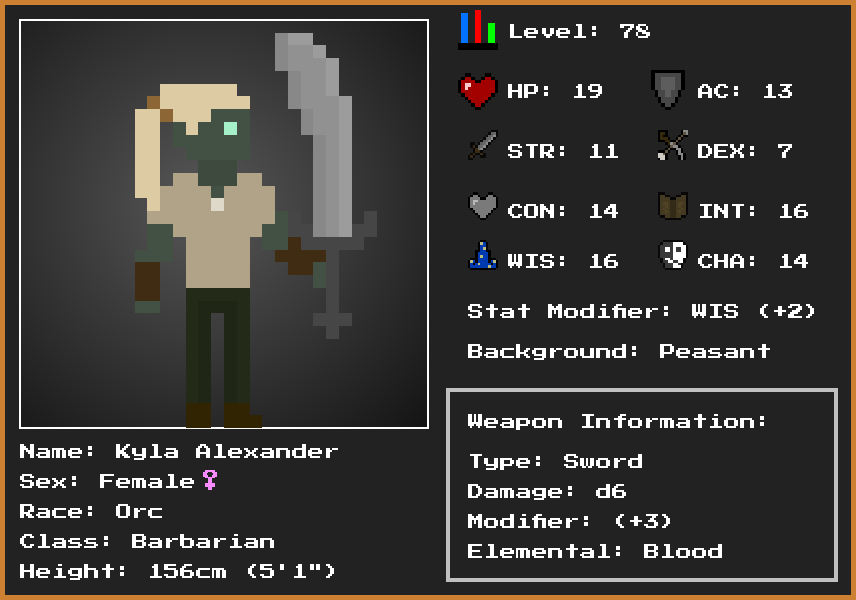 Level: 78
HP: 19 AC: 13
STR: 11 DEX: 7
CON: 14 INT: 16
WIS: 16 CHA: 14
Stat Modifier: WIS (+2)
Background: Peasant
Weapon Information:
Type: Sword
Damage: d6
Modifier: (+3)
Elemental: Blood
Name: Kyla Alexander
Sex: Female♀
Race: Orc
Class: Barbarian
Height: 156cm (5'1")